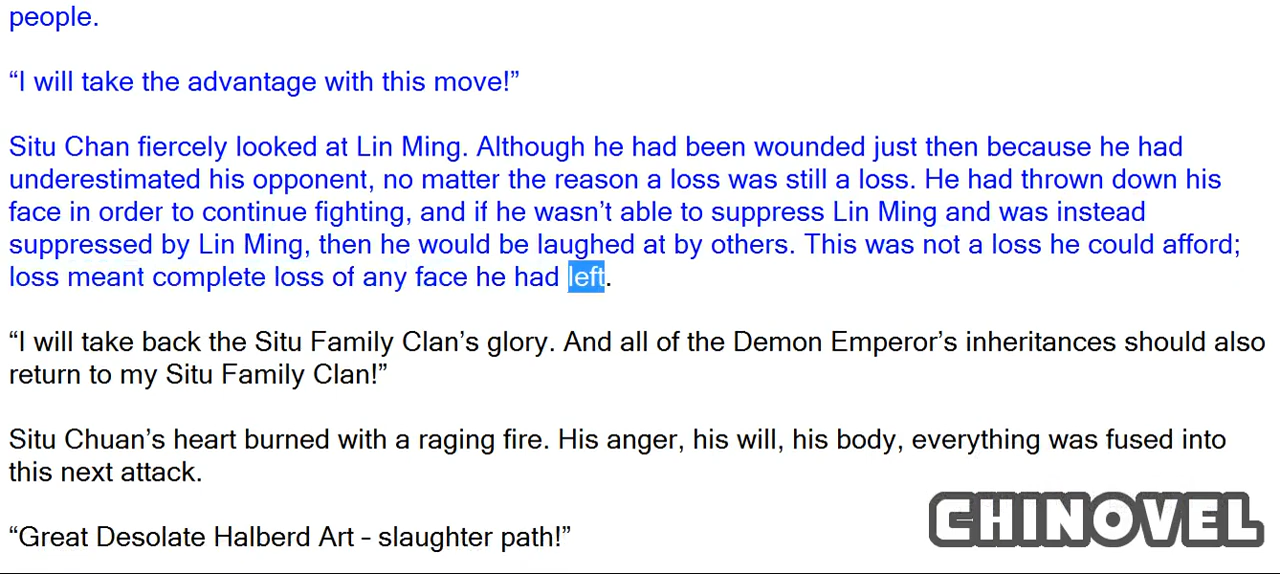 people.
“I will take the advantage with this move!”
Situ Chan fiercely looked at Lin Ming. Although he had been wounded just then because he had
underestimated his opponent, no matter the reason a loss was still a loss. He had thrown down his
face in order to continue fighting, and if he wasn’t able to suppress Lin Ming and was instead
suppressed by Lin Ming, then he would be laughed at by others. This was not a loss he could afford;
loss meant complete loss of any face he had left.
“I will take back the Situ Family Clan’s glory. And all of the Demon Emperor’s inheritances should also
return to my Situ Family Clan!”
Situ Chuan’s heart burned with a raging fire. His anger, his will, his body, everything was fused into
this next attack.
“Great Desolate Halberd Art – slaughter path!”
CHINOVEL